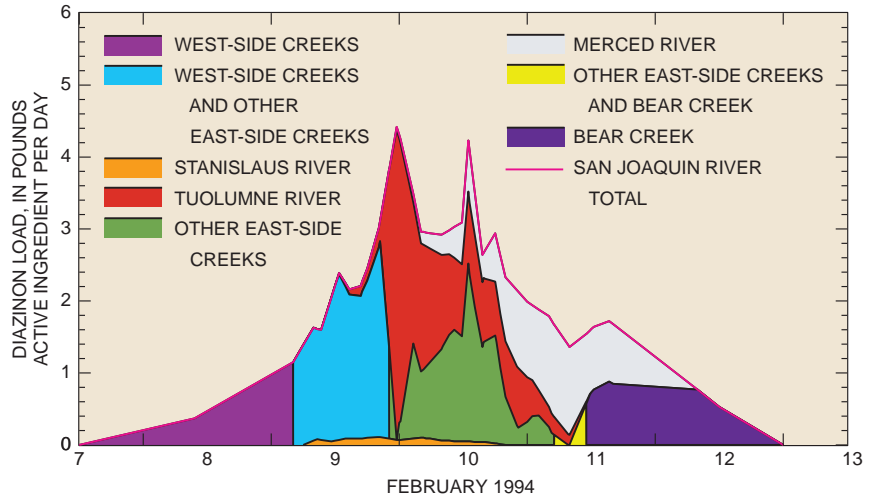 DIAZINON LOAD, IN POUNDS
ACTIVE INGREDIENT PER DAY
6
5
4
3
2
1
0
WEST-SIDE CREEKS
WEST-SIDE CREEKS
AND OTHER
EAST-SIDE CREEKS
STANISLAUS RIVER
TUOLUMNE RIVER
OTHER EAST-SIDE
CREEKS
MERCED RIVER
OTHER EAST-SIDE CREEKS
AND BEAR CREEK
BEAR CREEK
SAN JOAQUIN RIVER
TOTAL
7 8 9 10 11 12 13
FEBRUARY 1994